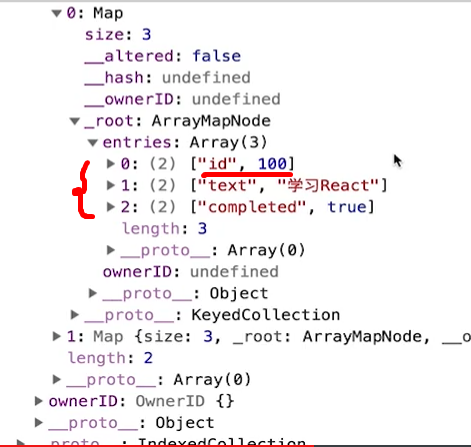 ▼0: Map
size: 3
__altered: false
__hash: undefined
__ownerID: undefined
▼_root: ArrayMapNode
▼entries: Array(3)
▶0: (2) ["id", 100]
▶1: (2) ["text", "学习React"]
▶2: (2) ["completed", true]
length: 3
▶__proto__: Array(0)
ownerID: undefined
▶__proto__: Object
▶__proto__: KeyedCollection
▶1: Map {size: 3, _root: ArrayMapNode, __o
length: 2
▶__proto__: Array(0)
▶ownerID: OwnerID {}
▶__proto__: Object
__proto__: IndexedCollection